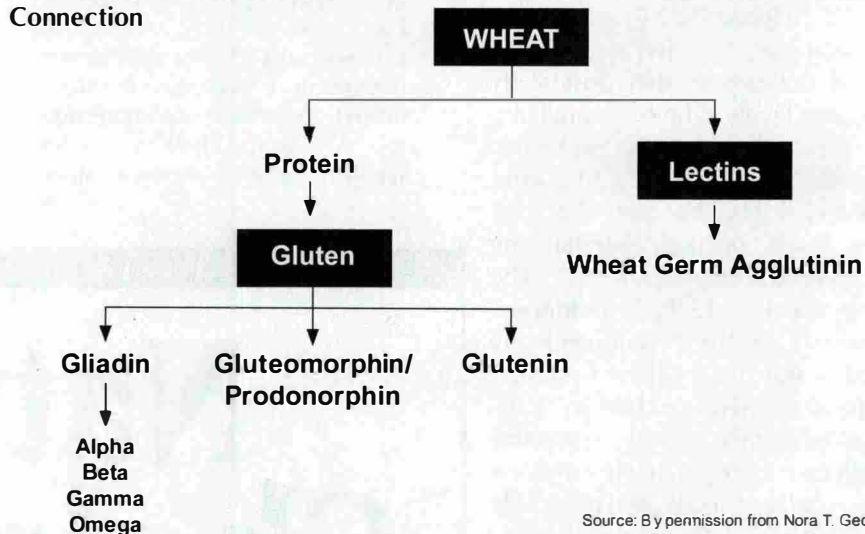 Connection
WHEAT
Protein
Lectins
Gluten
Wheat Germ Agglutinin
Gliadin
Gluteomorphin/
Prodonorphin
Glutenin
Alpha
Beta
Gamma
Omega
Source: By permission from Nora T. Ged